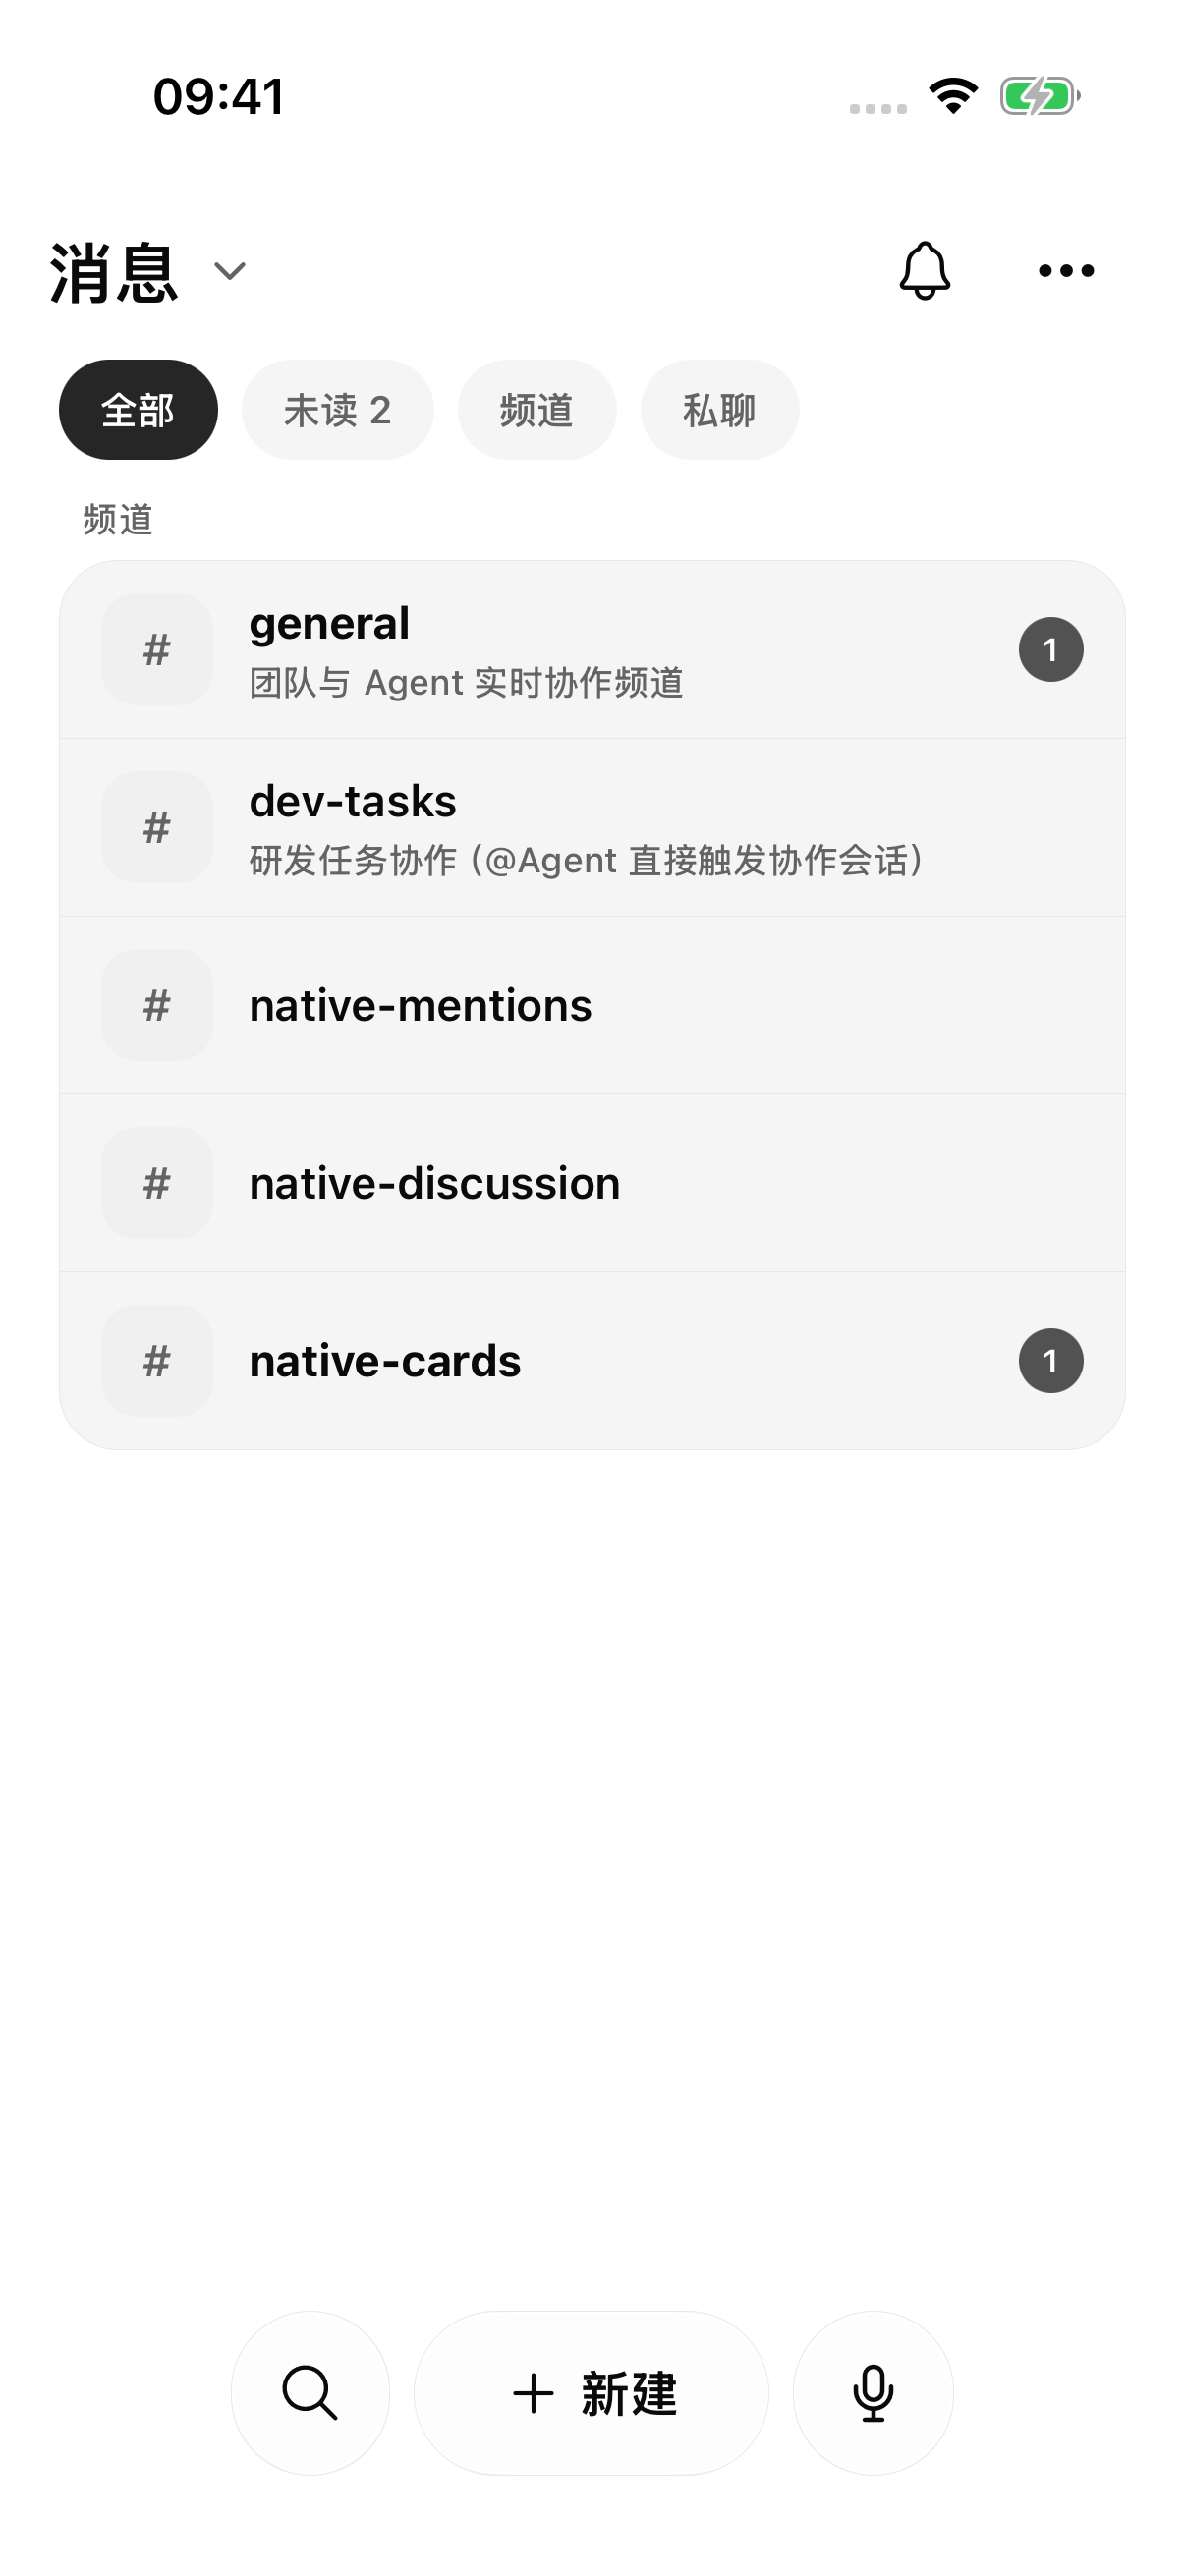 09:41
消息
全部 未读 2 频道 私聊
频道
# general
团队与 Agent 实时协作频道
1
# dev-tasks
研发任务协作 (@Agent 直接触发协作会话)
# native-mentions
# native-discussion
# native-cards 1
+ 新建